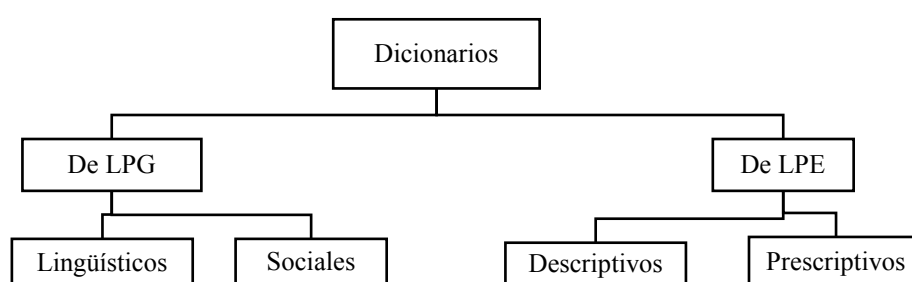 Dicionarios
De LPG
De LPE
Lingüísticos
Sociales
Descriptivos
Prescriptivos